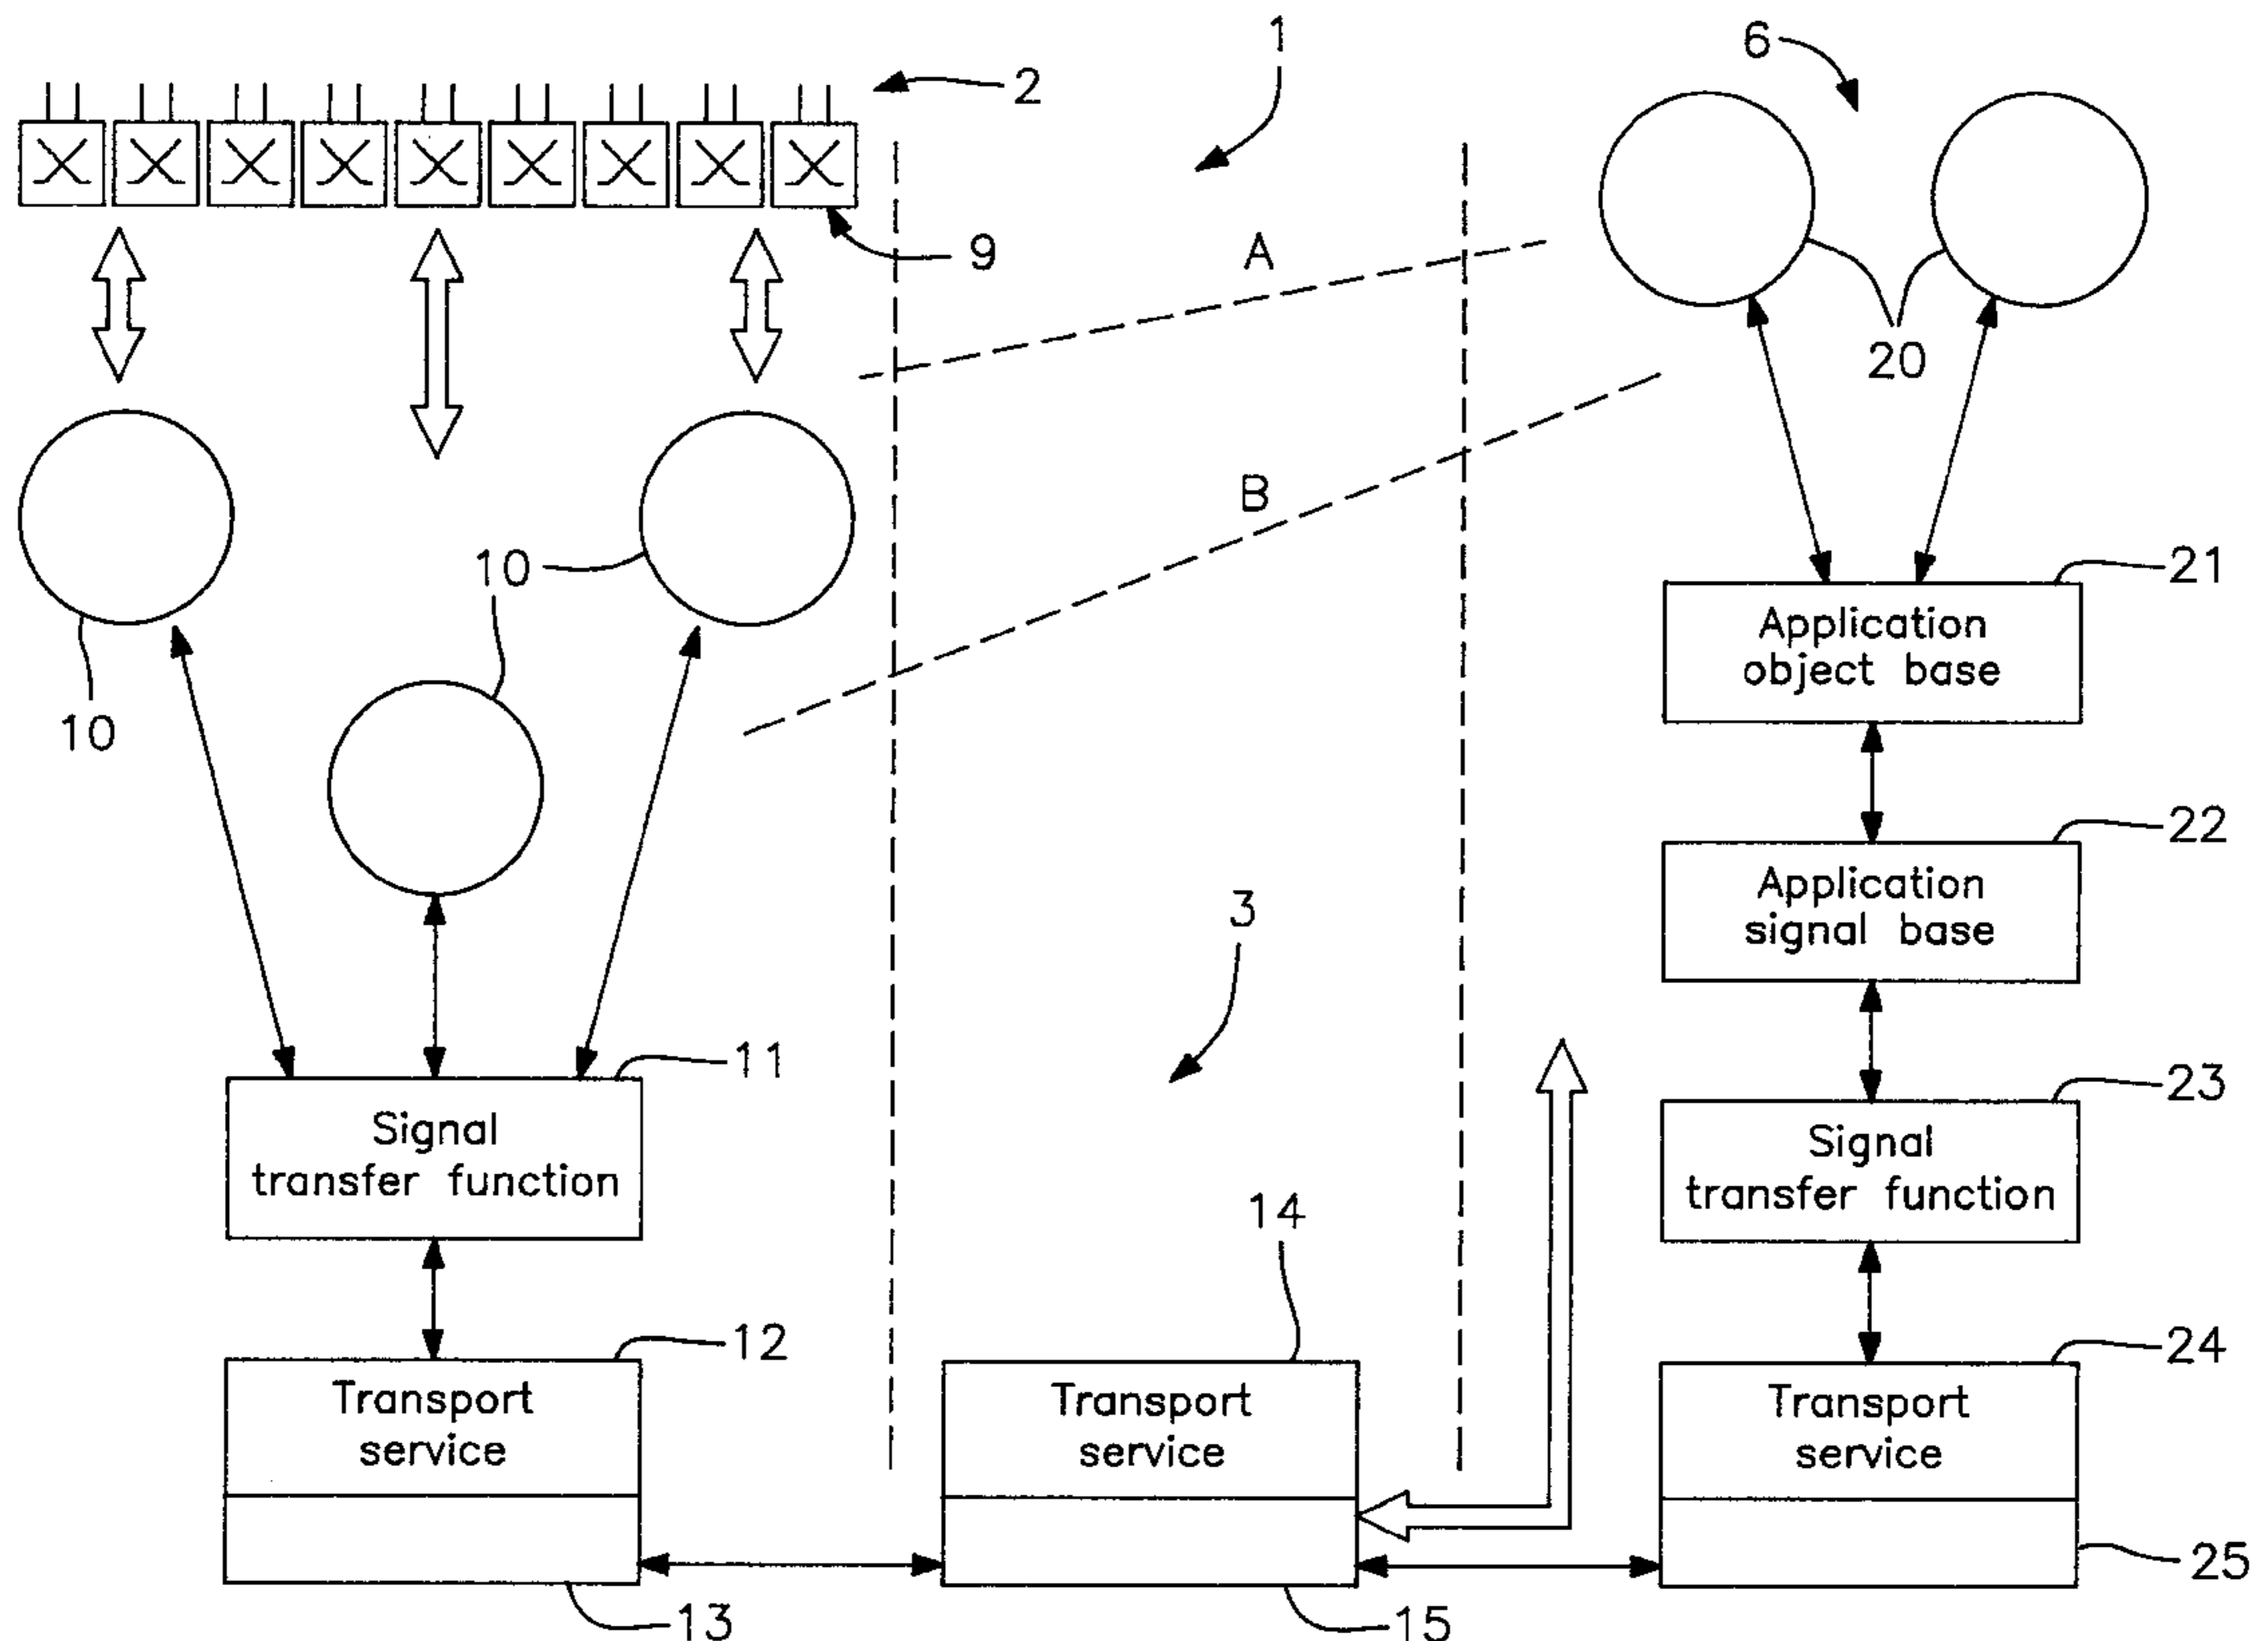 1
6
2
9
A
20
B
10
10
10
21
Application
object base
22
Application
signal base
3
11
Signal
transfer function
23
Signal
transfer function
14
12
Transport
service
Transport
service
24
Transport
service
13
15
25